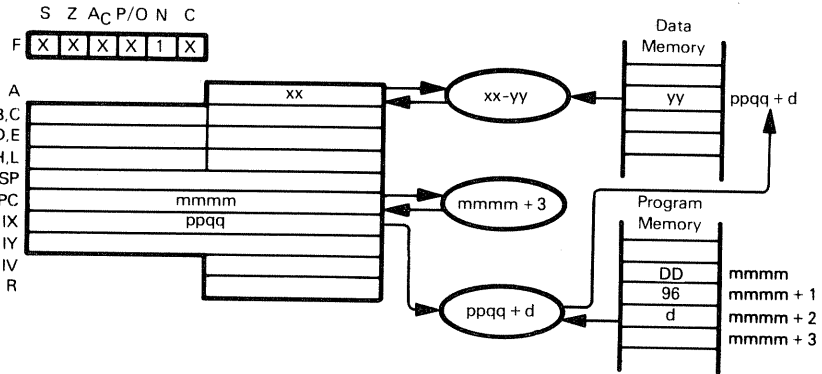 S Z AC P/O N C
F X X X X 1 X
Data
Memory
A xx
xx-yy
yy ppqq + d
B,C
D,E
H,L
SP
PC mmmm
mmmm + 3
Program
Memory
IX ppqq
IY
IV
R
ppqq + d
DD mmmm
96 mmmm + 1
d mmmm + 2
mmmm + 3